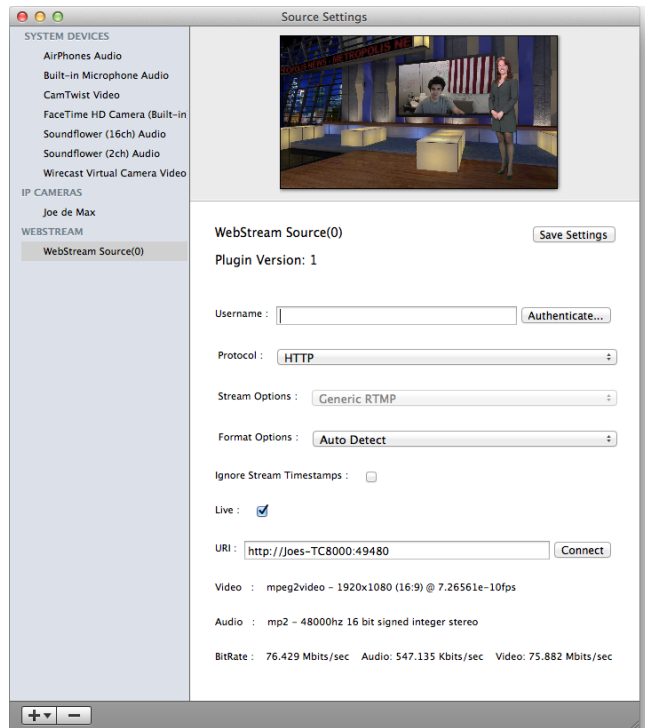 Source Settings
SYSTEM DEVICES
AirPhones Audio
Built-in Microphone Audio
CamTwist Video
FaceTime HD Camera (Built-in
Soundflower (16ch) Audio
Soundflower (2ch) Audio
Wirecast Virtual Camera Video
IP CAMERAS
Joe de Max
WEBSTREAM
WebStream Source(0)
METROPOLIS NE
WebStream Source(0)
Save Settings
Plugin Version: 1
Username :
Authenticate...
Protocol : HTTP
Stream Options : Generic RTMP
Format Options : Auto Detect
Ignore Stream Timestamps :
Live :
URI : http://Joes-TC8000:49480 Connect
Video : mpeg2video - 1920x1080 (16:9) @ 7.26561e-10fps
Audio : mp2 - 48000hz 16 bit signed integer stereo
BitRate : 76.429 Mbits/sec Audio: 547.135 Kbits/sec Video: 75.882 Mbits/sec